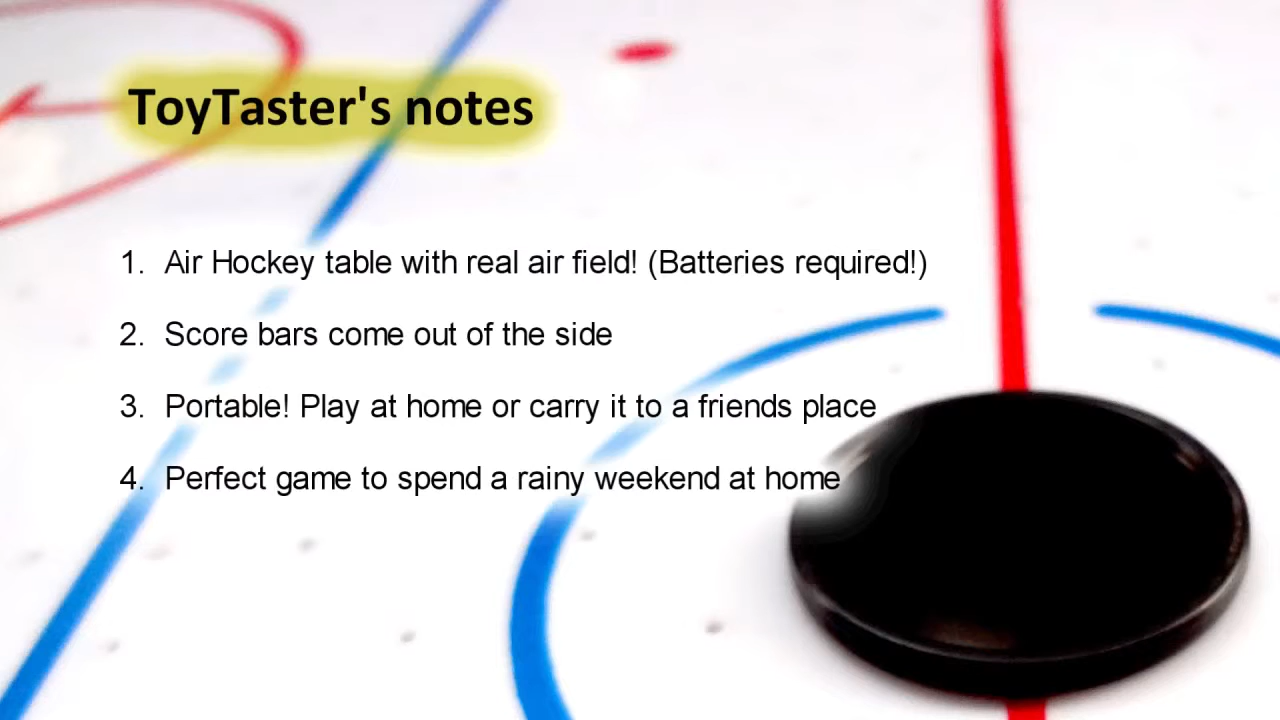 ToyTaster's notes
1. Air Hockey table with real air field! (Batteries required!)
2. Score bars come out of the side
3. Portable! Play at home or carry it to a friends place
4. Perfect game to spend a rainy weekend at home